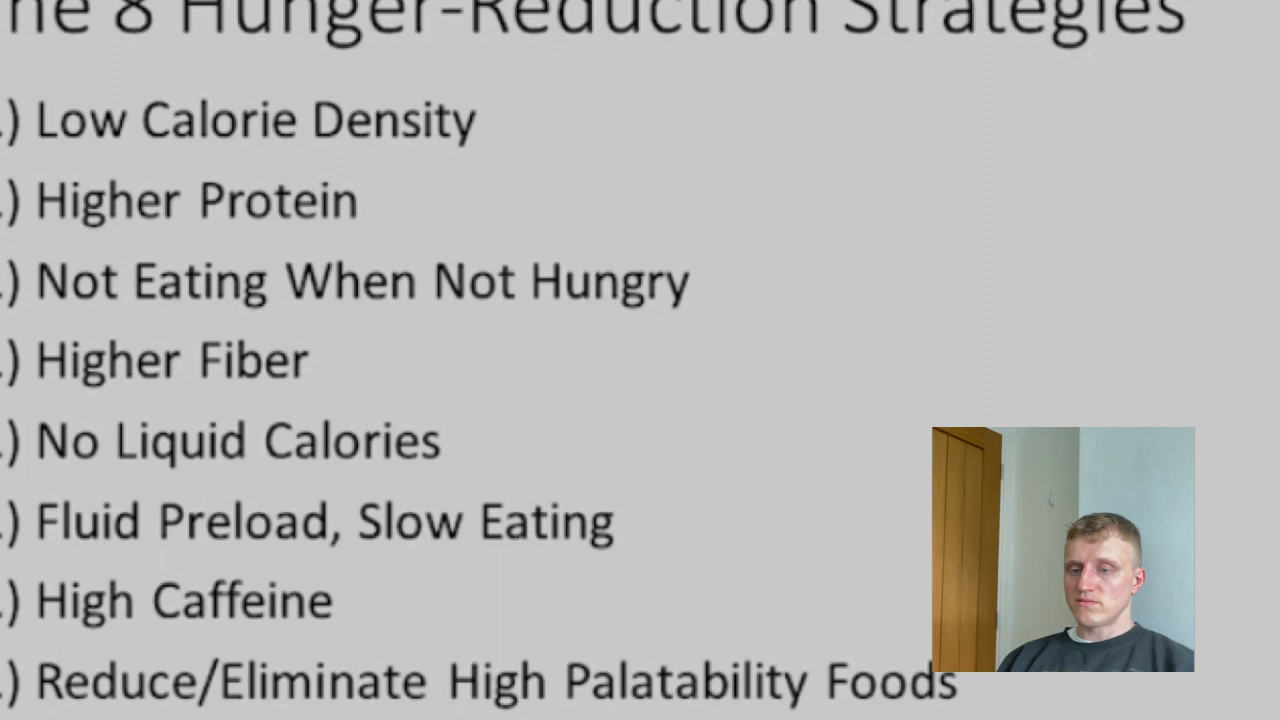 he 8 Hunger-Reduction Strategies
.) Low Calorie Density
.) Higher Protein
.) Not Eating When Not Hungry
.) Higher Fiber
.) No Liquid Calories
.) Fluid Preload, Slow Eating
.) High Caffeine
.) Reduce/Eliminate High Palatability Foods